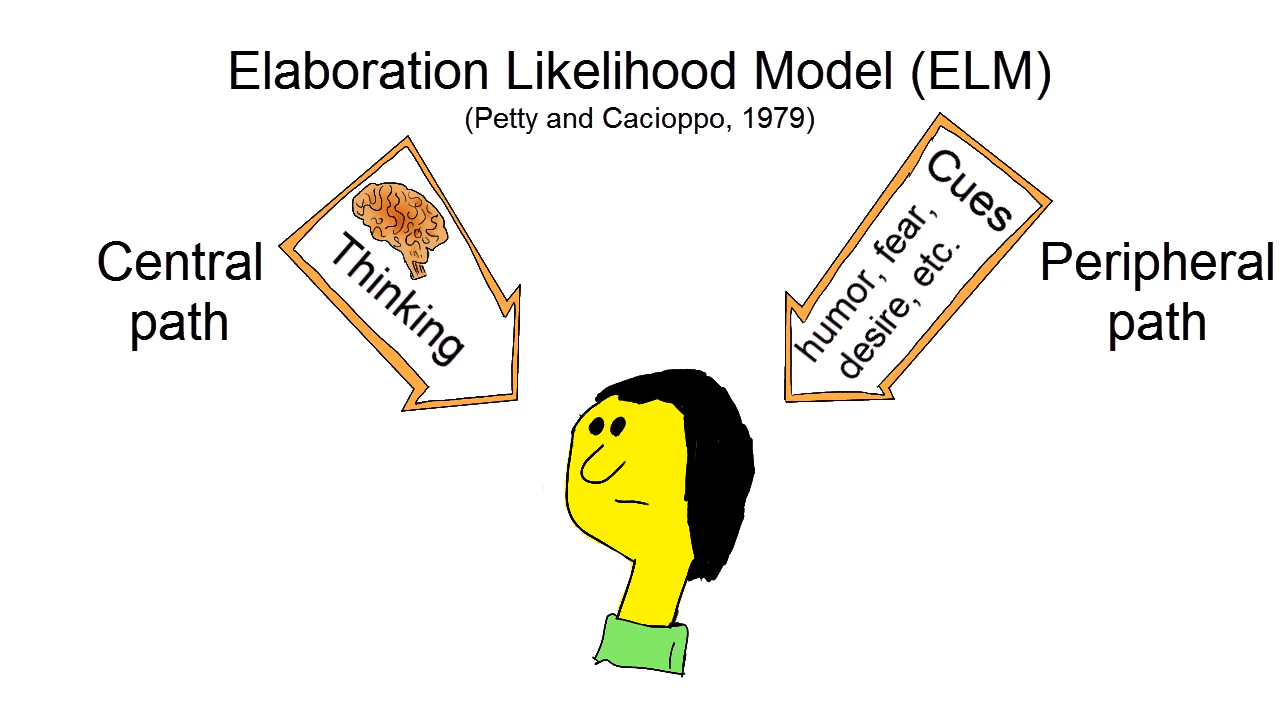 Elaboration Likelihood Model (ELM)
(Petty and Cacioppo, 1979)
Central
path
Thinking
Cues
humor, fear,
desire, etc.
Peripheral
path